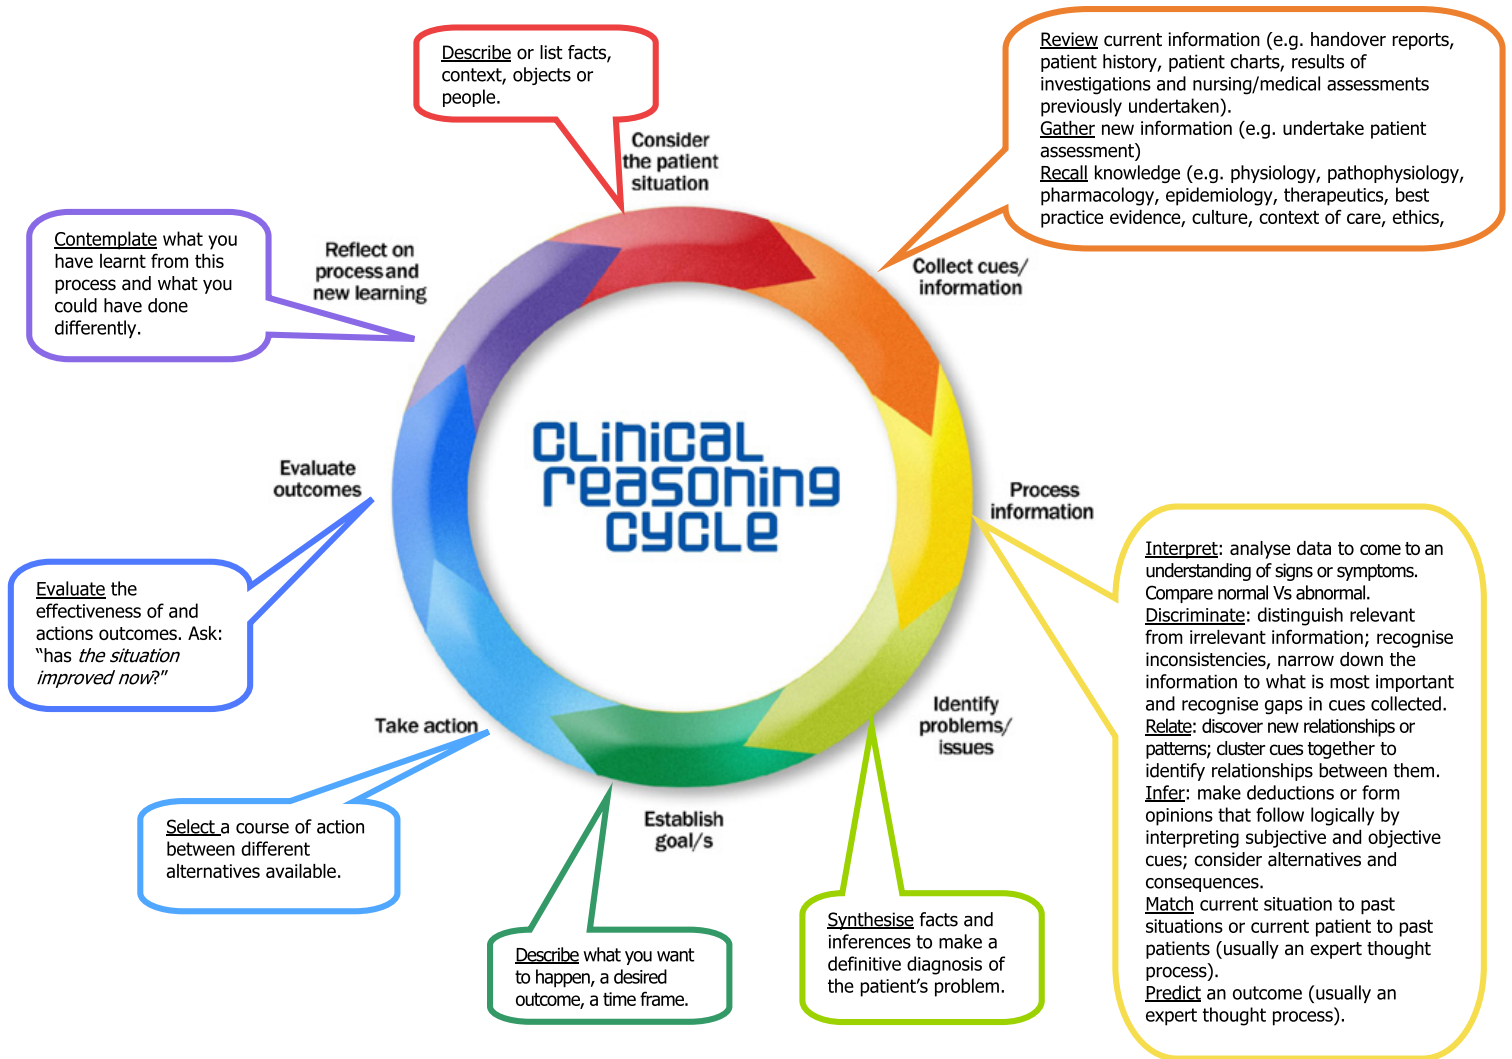 Describe or list facts,
context, objects or
people.
Consider
the patient
situation
Review current information (e.g. handover reports,
patient history, patient charts, results of
investigations and nursing/medical assessments
previously undertaken).
Gather new information (e.g. undertake patient
assessment)
Recall knowledge (e.g. physiology, pathophysiology,
pharmacology, epidemiology, therapeutics, best
practice evidence, culture, context of care, ethics,
Collect cues/
information
Process
information
Interpret: analyse data to come to an
understanding of signs or symptoms.
Compare normal Vs abnormal.
Discriminate: distinguish relevant
from irrelevant information; recognise
inconsistencies, narrow down the
information to what is most important
and recognise gaps in cues collected.
Relate: discover new relationships or
patterns; cluster cues together to
identify relationships between them.
Infer: make deductions or form
opinions that follow logically by
interpreting subjective and objective
cues; consider alternatives and
consequences.
Match current situation to past
situations or current patient to past
patients (usually an expert thought
process).
Predict an outcome (usually an
expert thought process).
Identify
problems/
issues
Synthesise facts and
inferences to make a
definitive diagnosis of
the patient's problem.
Establish
goal/s
Describe what you want
to happen, a desired
outcome, a time frame.
Take action
Select a course of action
between different
alternatives available.
Evaluate
outcomes
Evaluate the
effectiveness of and
actions outcomes. Ask:
“has the situation
improved now?”
Reflect on
process and
new learning
Contemplate what you
have learnt from this
process and what you
could have done
differently.
CLiNiCAL
reasoning
CYCLE